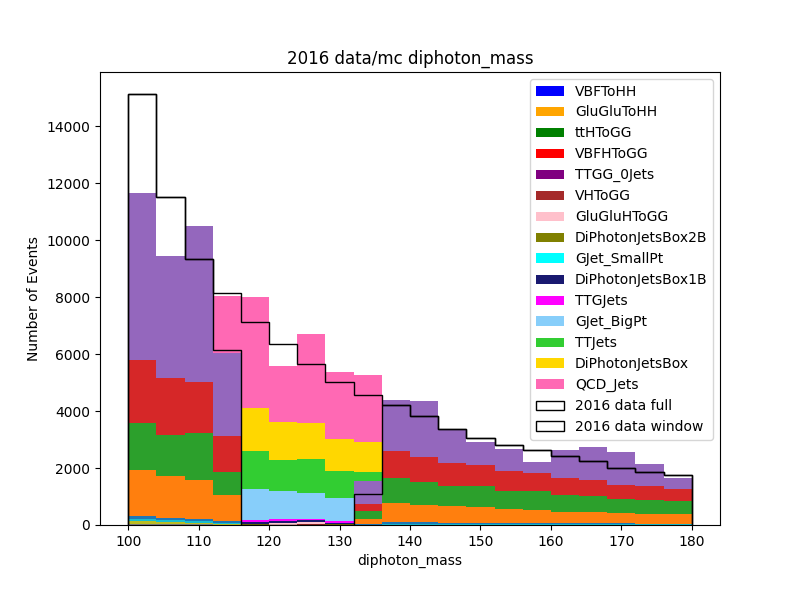 2016 data/mc diphoton_mass
Number of Events
14000
12000
10000
8000
6000
4000
2000
0
100
110
120
130
140
150
160
170
180
diphoton_mass
VBFToHH
GluGluToHH
ttHToGG
VBFHToGG
TTGG_0Jets
VHToGG
GluGluHToGG
DiPhotonJetsBox2B
GJet_SmallPt
DiPhotonJetsBox1B
TTGJets
GJet_BigPt
TTJets
DiPhotonJetsBox
QCD_Jets
2016 data full
2016 data window